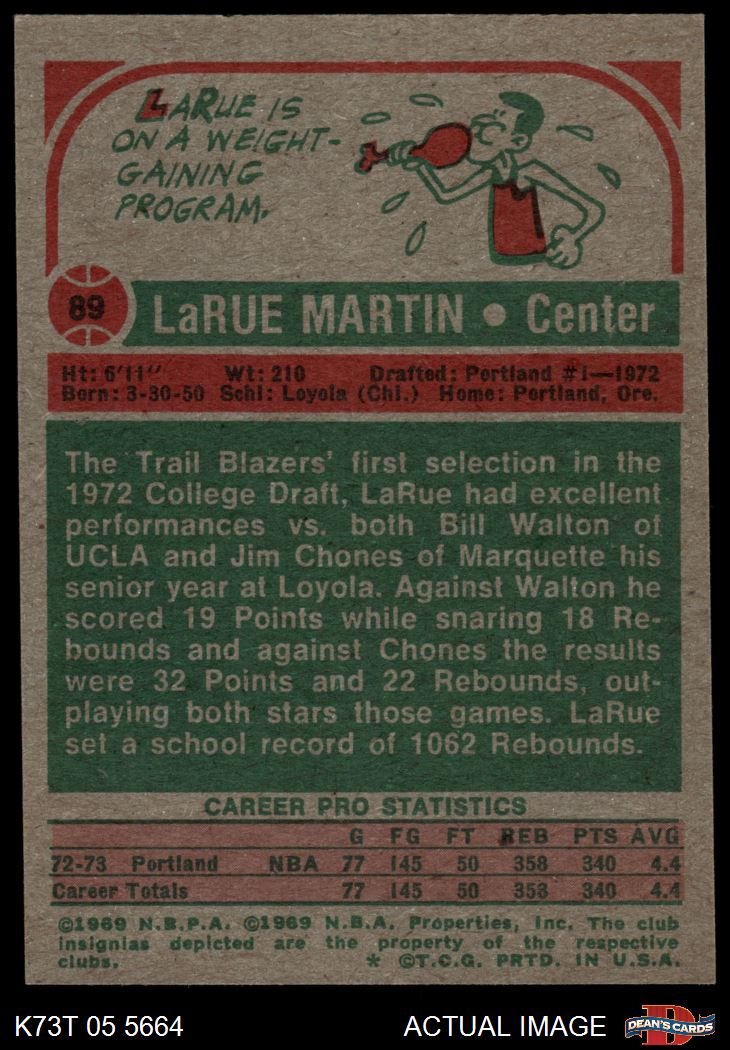 LaRUE IS
ON A WEIGHT-
GAINING
PROGRAM.
89
LaRUE MARTIN • Center
Ht: 6'11" Wt: 210 Drafted: Portland #1—1972
Born: 3-30-50 Schl: Loyola (Chi.) Home: Portland, Ore.
The Trail Blazers' first selection in the
1972 College Draft, LaRue had excellent
performances vs. both Bill Walton of
UCLA and Jim Chones of Marquette his
senior year at Loyola. Against Walton he
scored 19 Points while snaring 18 Re-
bounds and against Chones the results
were 32 Points and 22 Rebounds, out-
playing both stars those games. LaRue
set a school record of 1062 Rebounds.
CAREER PRO STATISTICS
G FG FT REB PTS AVG
72-73 Portland NBA 77 145 50 358 340 4.4
Career Totals 77 145 50 358 340 4.4
©1969 N.B.P.A. ©1969 N.B.A. Properties, Inc. The club
insignias depicted are the property of the respective
clubs. * ©T.C.G. PRTD. IN U.S.A.
K73T 05 5664 ACTUAL IMAGE D DEAN'S CARDS